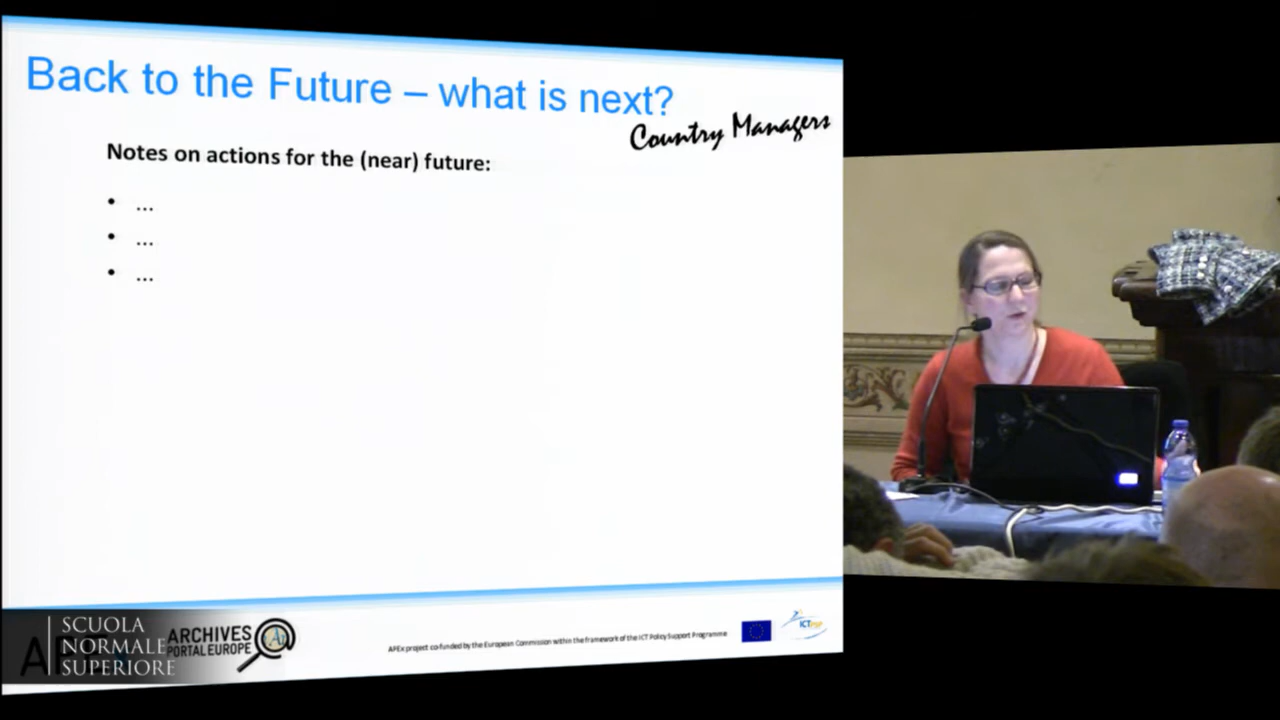 Back to the Future – what is next?
Country Managers
Notes on actions for the (near) future:
• ...
• ...
• ...
SCUOLA
NORMALE
SUPERIORE
ARCHIVES
PORTAL EUROPE
APEx project co-funded by the European Commission within the framework of the ICT Policy Support Programme
ICT PSP